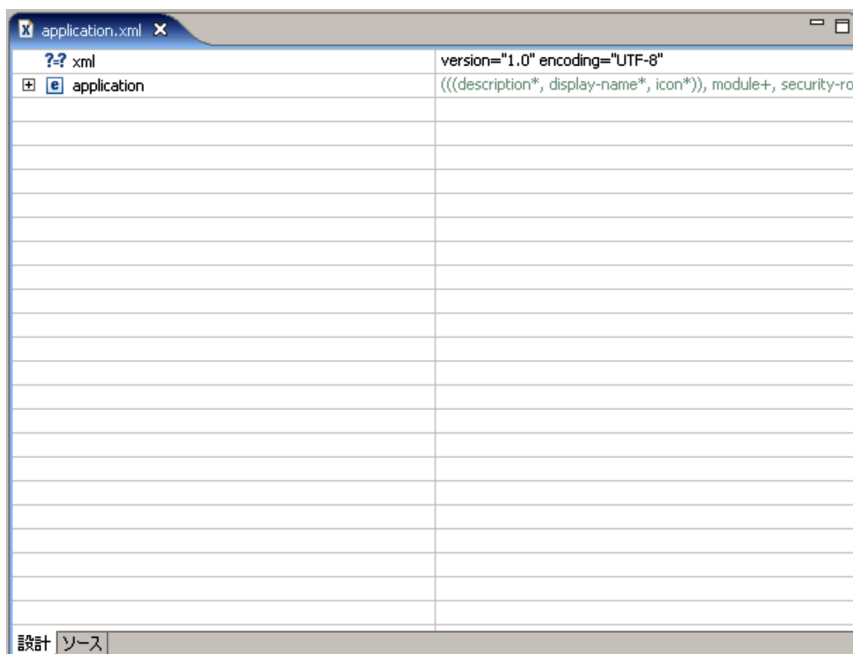 application.xml
?=? xml version="1.0" encoding="UTF-8"
e application (((description*, display-name*, icon*)), module+, security-ro
設計 ソース